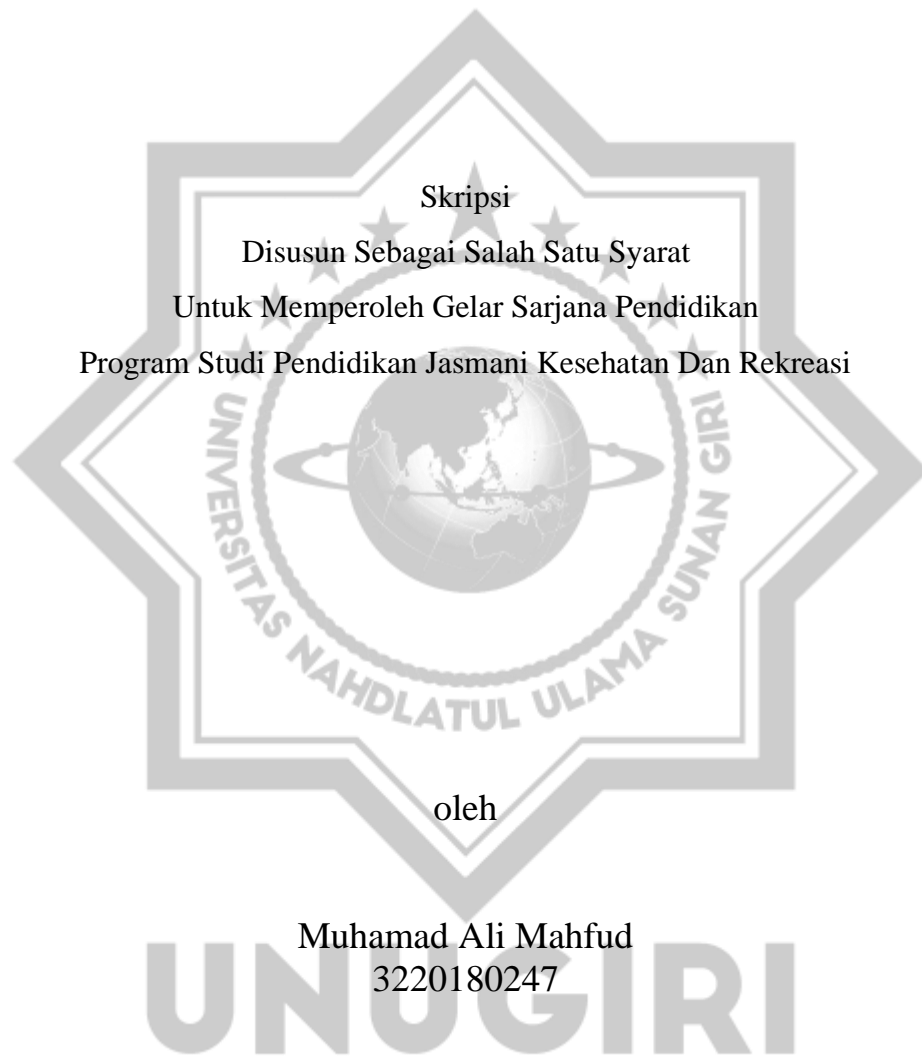 Skripsi
Disusun Sebagai Salah Satu Syarat
Untuk Memperoleh Gelar Sarjana Pendidikan
Program Studi Pendidikan Jasmani Kesehatan Dan Rekreasi
UNIVERSITAS NAHDLATUL ULAMA SUNAN GIRI
oleh
Muhamad Ali Mahfud
3220180247
UNUGIRI